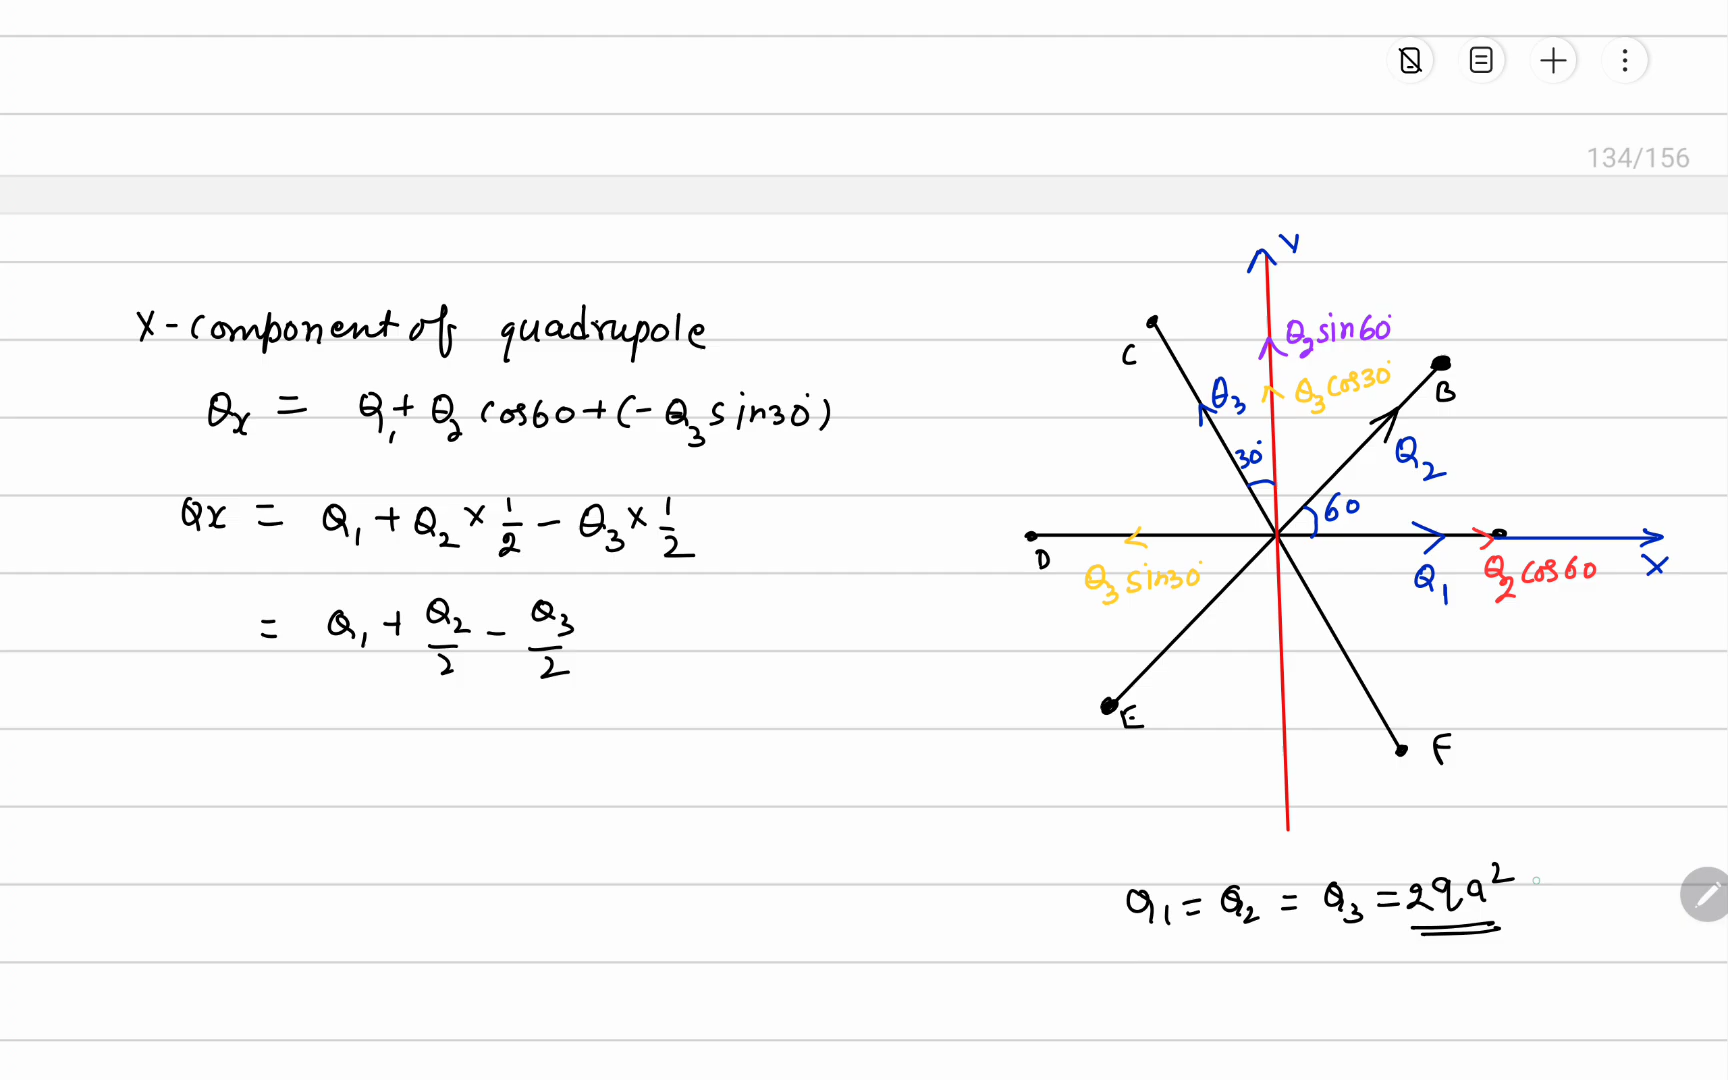 134/156
X-component of quadrupole
Qx = Q1 + Q2 cos60 + (- Q3 sin30°)
Qx = Q1 + Q2 × 1/2 - Q3 × 1/2
= Q1 + Q2/2 - Q3/2
Y
Q2 sin60°
C
Q3
Q3 cos30°
B
30°
Q2
60
D
Q3 sin30°
Q1
Q2 cos60
X
E
F
Q1 = Q2 = Q3 = 2qa²